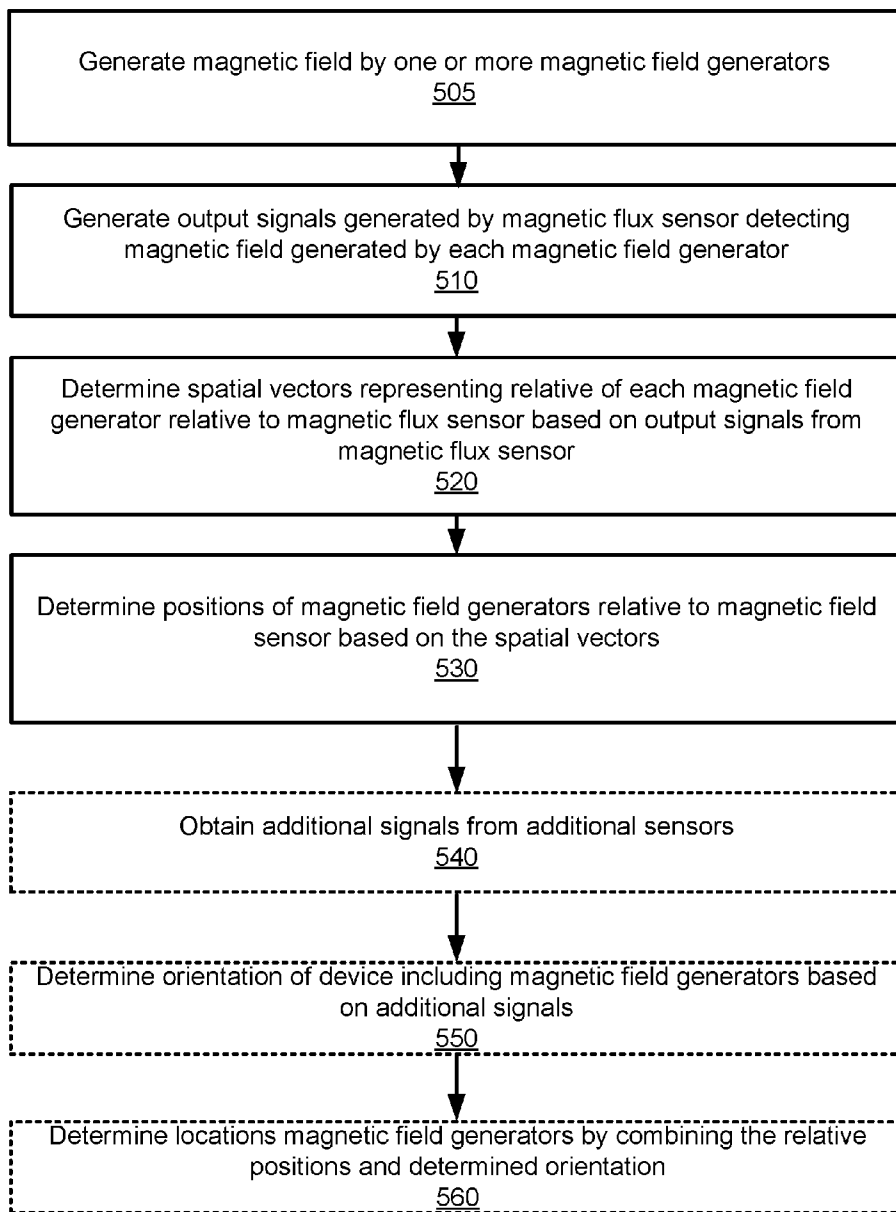 Generate magnetic field by one or more magnetic field generators
505
Generate output signals generated by magnetic flux sensor detecting
magnetic field generated by each magnetic field generator
510
Determine spatial vectors representing relative of each magnetic field
generator relative to magnetic flux sensor based on output signals from
magnetic flux sensor
520
Determine positions of magnetic field generators relative to magnetic field
sensor based on the spatial vectors
530
Obtain additional signals from additional sensors
540
Determine orientation of device including magnetic field generators based
on additional signals
550
Determine locations magnetic field generators by combining the relative
positions and determined orientation
560